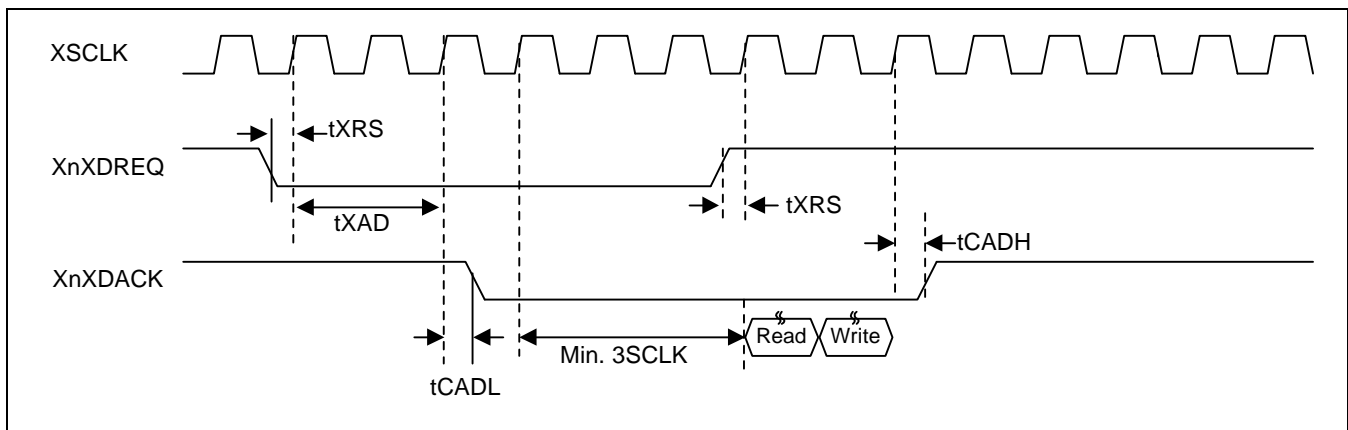 XSCLK
tXRS
XnXDREQ
tXAD
tXRS
tCADH
XnXDACK
Read Write
Min. 3SCLK
tCADL